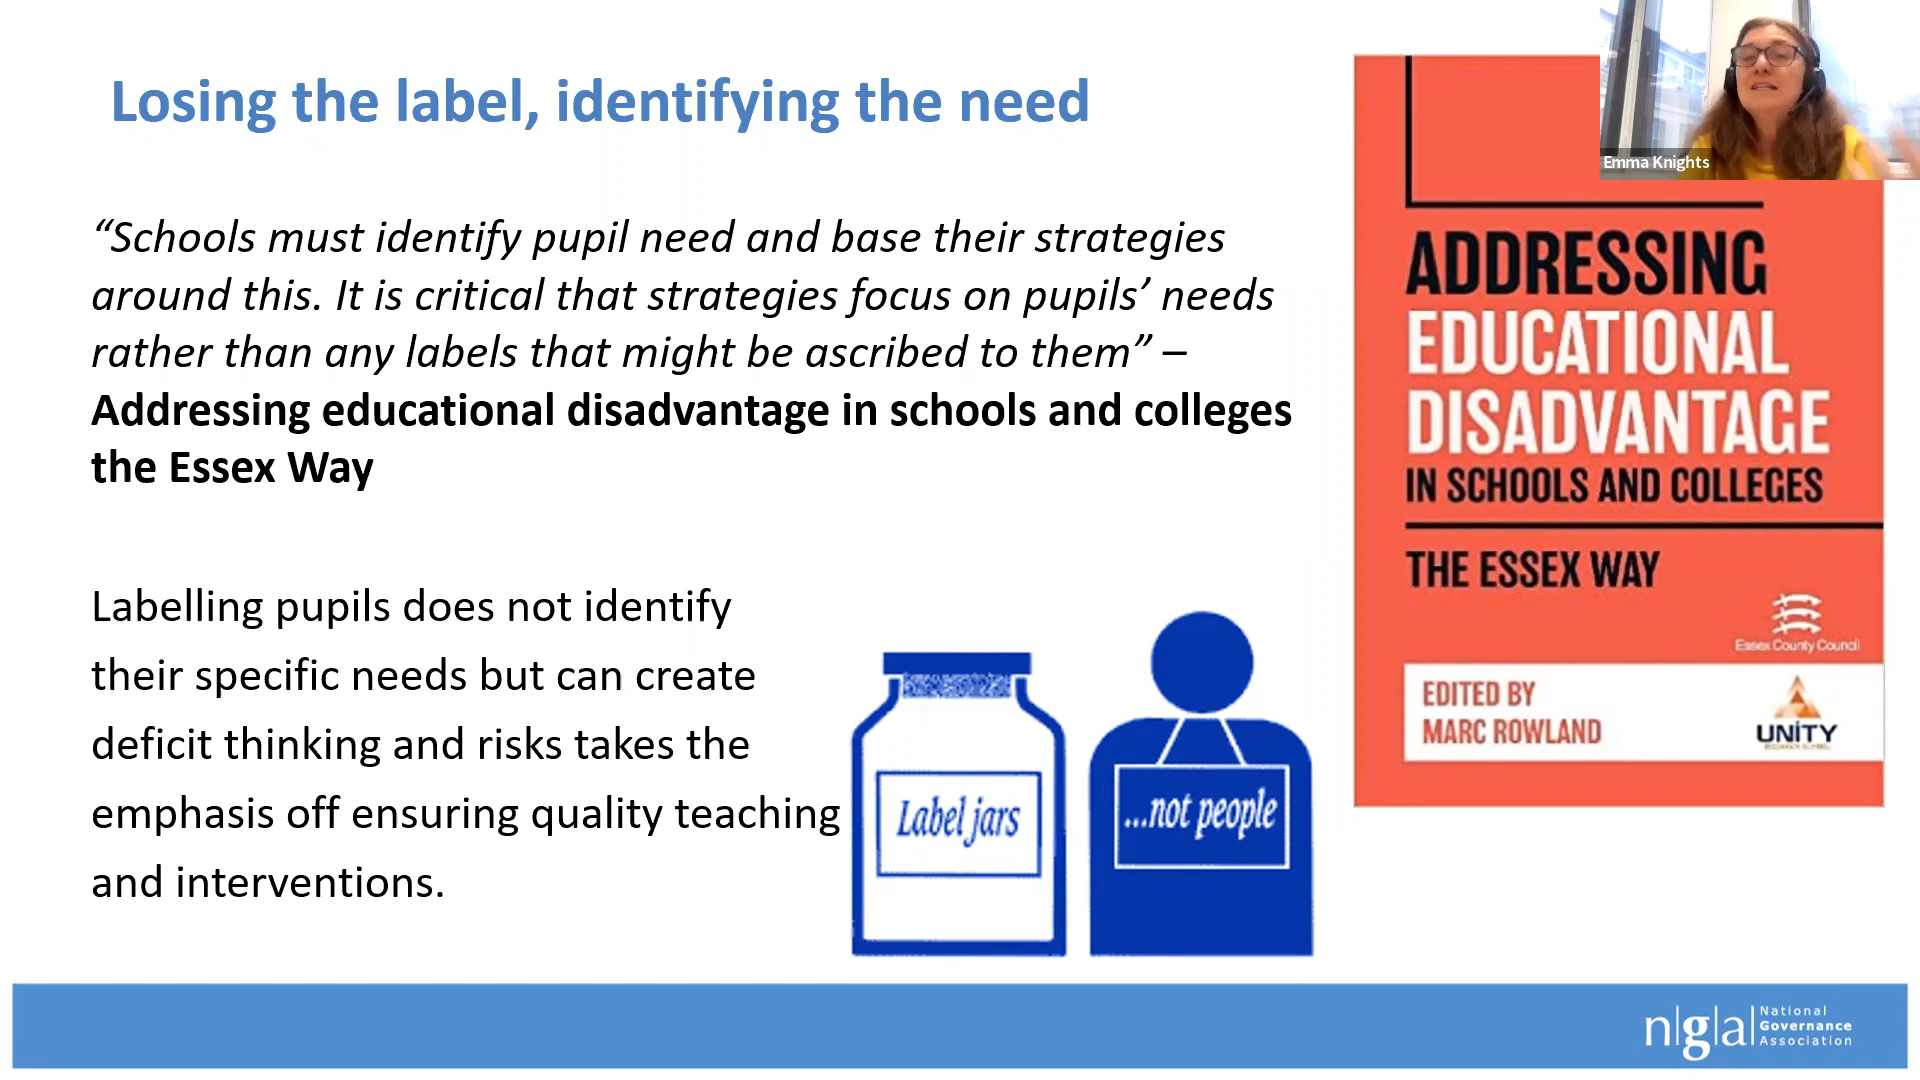 Losing the label, identifying the need
“Schools must identify pupil need and base their strategies
around this. It is critical that strategies focus on pupils’ needs
rather than any labels that might be ascribed to them” –
Addressing educational disadvantage in schools and colleges
the Essex Way
Labelling pupils does not identify
their specific needs but can create
deficit thinking and risks takes the
emphasis off ensuring quality teaching
and interventions.
Label jars
...not people
Emma Knights
ADDRESSING
EDUCATIONAL
DISADVANTAGE
IN SCHOOLS AND COLLEGES
THE ESSEX WAY
Essex County Council
EDITED BY
MARC ROWLAND
UNITY
n|g|a|
National
Governance
Association